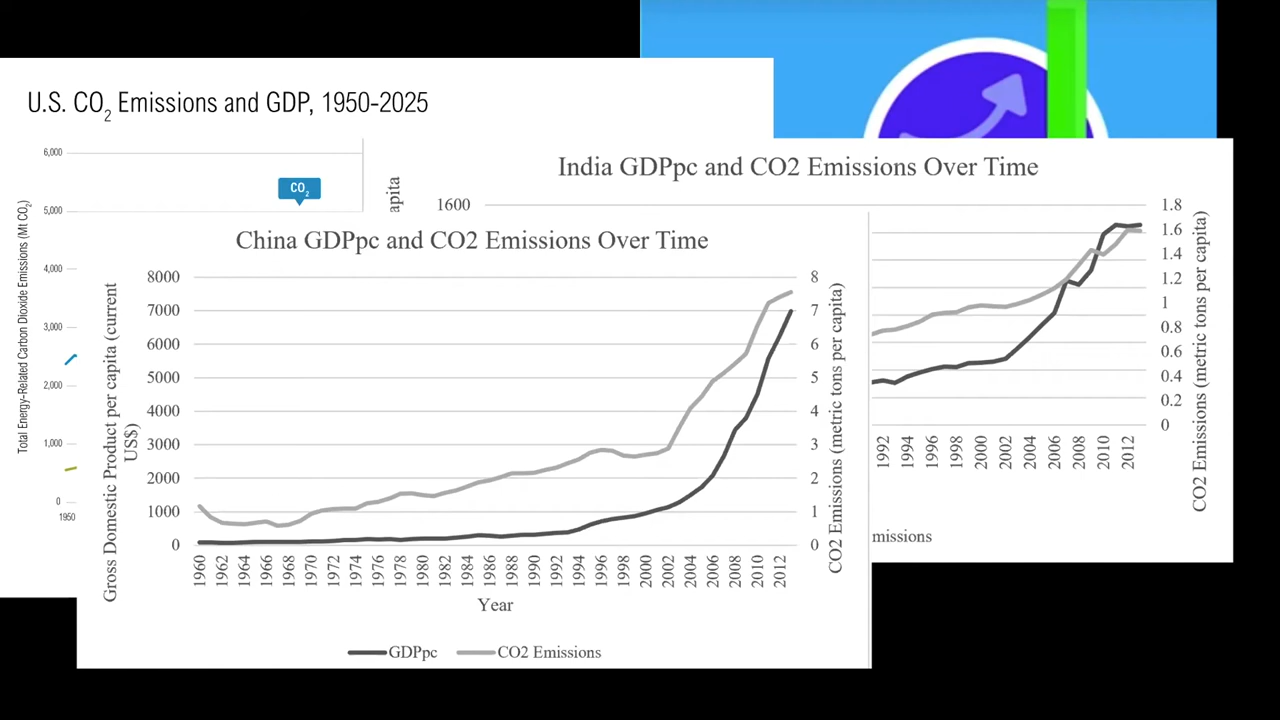 U.S. CO2 Emissions and GDP, 1950-2025
6,000
5,000
4,000
3,000
2,000
1,000
0
1950
Total Energy-Related Carbon Dioxide Emissions (Mt CO2)
CO2
India GDPpc and CO2 Emissions Over Time
apita
1600
1.8
1.6
1.4
1.2
1
0.8
0.6
0.4
0.2
0
CO2 Emissions (metric tons per capita)
1992 1994 1996 1998 2000 2002 2004 2006 2008 2010 2012
missions
China GDPpc and CO2 Emissions Over Time
Gross Domestic Product per capita (current
US$)
8000
7000
6000
5000
4000
3000
2000
1000
0
8
7
6
5
4
3
2
1
0
CO2 Emissions (metric tons per capita)
1960 1962 1964 1966 1968 1970 1972 1974 1976 1978 1980 1982 1984 1986 1988 1990 1992 1994 1996 1998 2000 2002 2004 2006 2008 2010 2012
Year
GDPpc CO2 Emissions